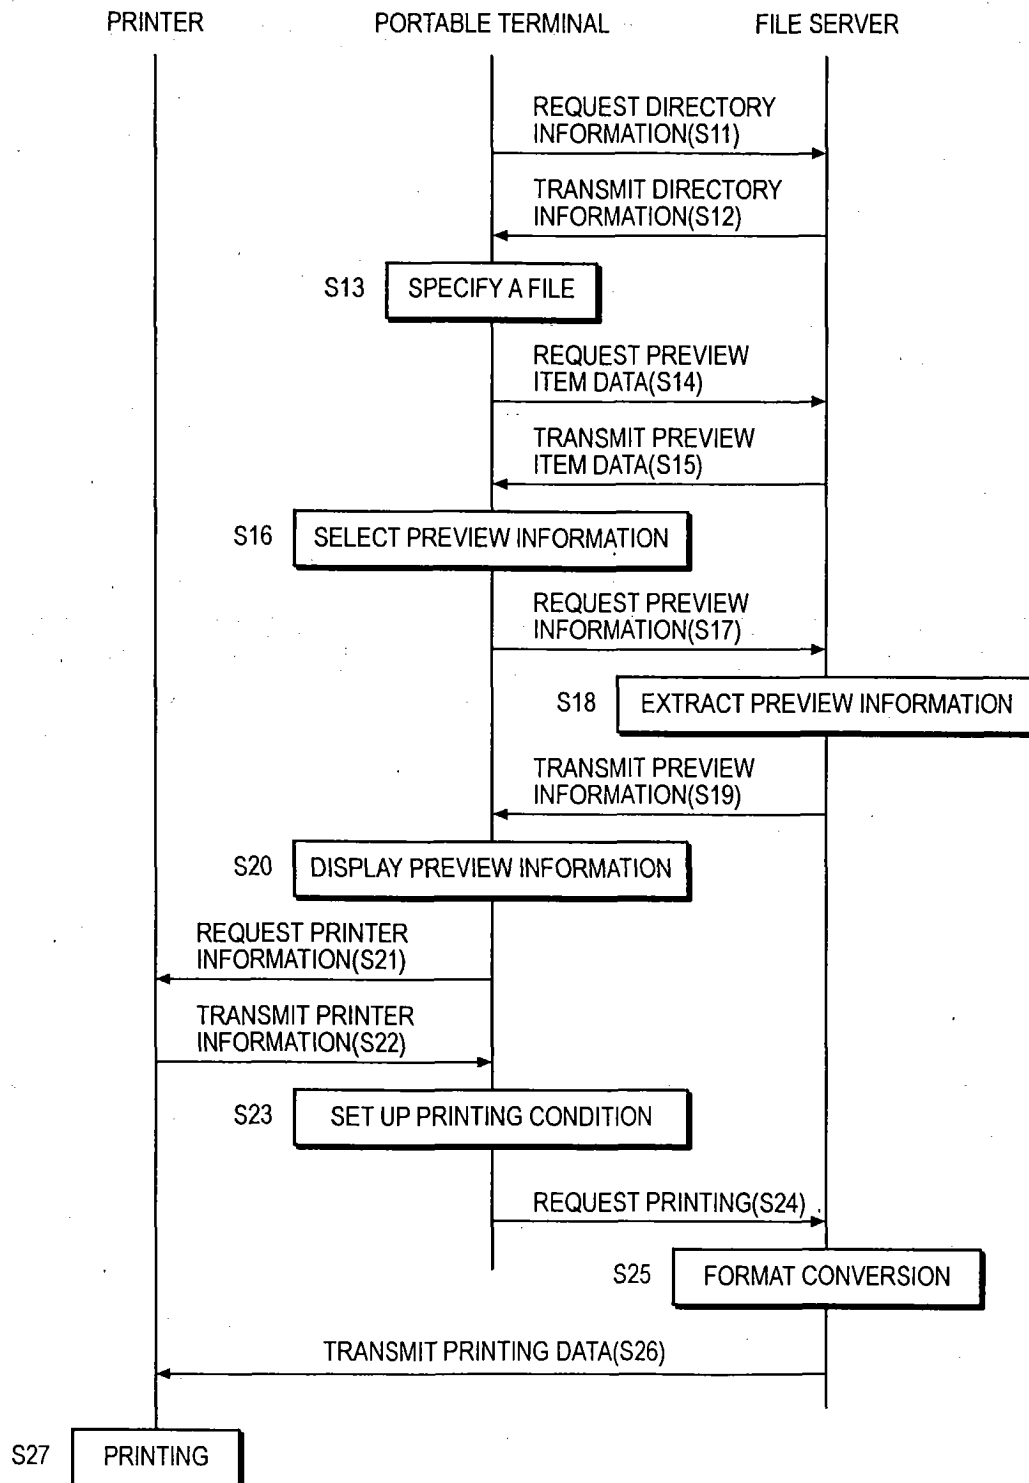 PRINTER
PORTABLE TERMINAL
FILE SERVER
REQUEST DIRECTORY
INFORMATION(S11)
TRANSMIT DIRECTORY
INFORMATION(S12)
S13
SPECIFY A FILE
REQUEST PREVIEW
ITEM DATA(S14)
TRANSMIT PREVIEW
ITEM DATA(S15)
S16
SELECT PREVIEW INFORMATION
REQUEST PREVIEW
INFORMATION(S17)
S18
EXTRACT PREVIEW INFORMATION
TRANSMIT PREVIEW
INFORMATION(S19)
S20
DISPLAY PREVIEW INFORMATION
REQUEST PRINTER
INFORMATION(S21)
TRANSMIT PRINTER
INFORMATION(S22)
S23
SET UP PRINTING CONDITION
REQUEST PRINTING(S24)
S25
FORMAT CONVERSION
TRANSMIT PRINTING DATA(S26)
S27
PRINTING